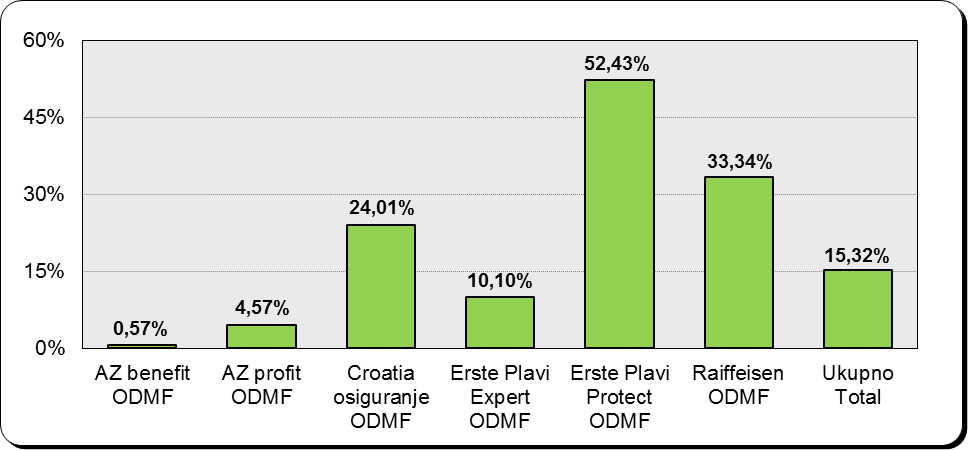 60%
45%
30%
15%
0%
0,57%
4,57%
24,01%
10,10%
52,43%
33,34%
15,32%
AZ benefit
ODMF
AZ profit
ODMF
Croatia
osiguranje
ODMF
Erste Plavi
Expert
ODMF
Erste Plavi
Protect
ODMF
Raiffeisen
ODMF
Ukupno
Total